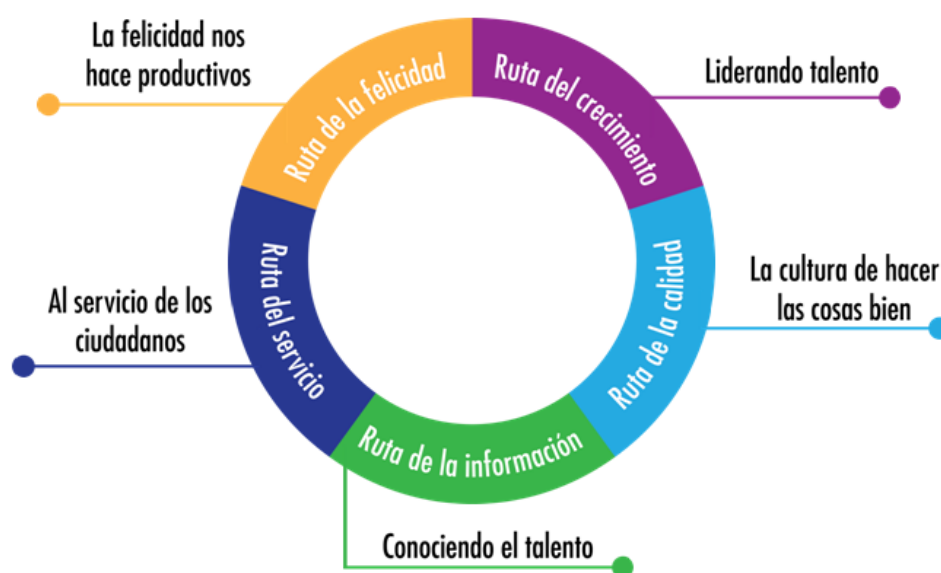 La felicidad nos
hace productivos
Ruta de la felicidad
Ruta del crecimiento
Liderando talento
Al servicio de los
ciudadanos
Ruta del servicio
Ruta de la calidad
La cultura de hacer
las cosas bien
Ruta de la información
Conociendo el talento